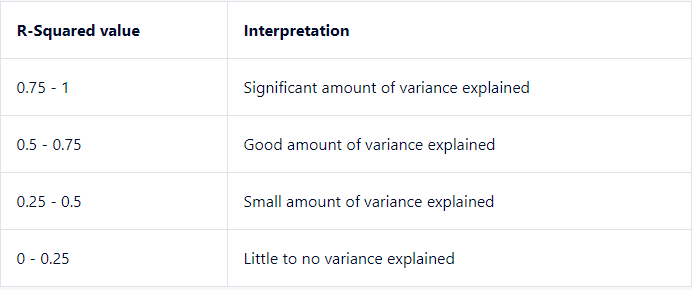 R-Squared value Interpretation
0.75 - 1 Significant amount of variance explained
0.5 - 0.75 Good amount of variance explained
0.25 - 0.5 Small amount of variance explained
0 - 0.25 Little to no variance explained